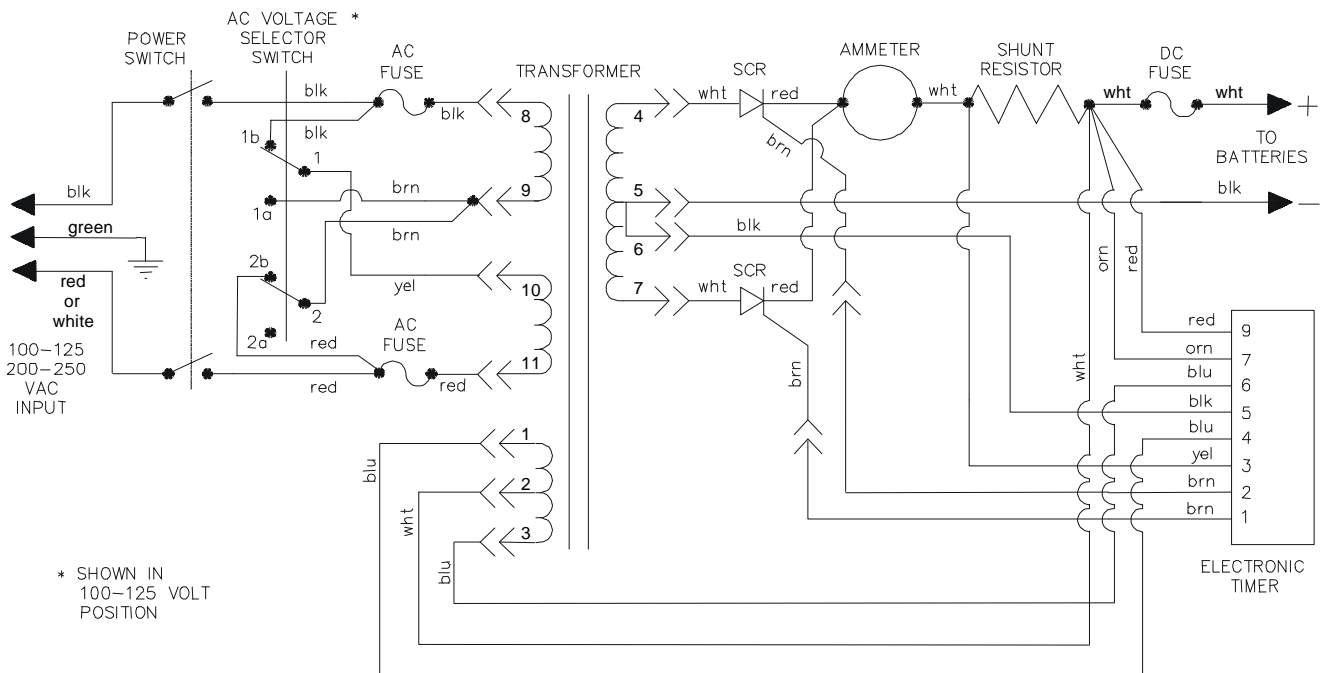 AC VOLTAGE *
SELECTOR
SWITCH
POWER
SWITCH
AC
FUSE
TRANSFORMER
SCR
AMMETER
SHUNT
RESISTOR
DC
FUSE
blk
blk
blk
8
4
wht
red
wht
wht
wht
+
1b
1
brn
TO
BATTERIES
blk
brn
9
5
blk
–
1a
green
brn
blk
6
red
or
white
2b
yel
10
SCR
wht
red
7
orn
red
2
2a
red
AC
FUSE
100–125
200–250
VAC
INPUT
red
red
11
brn
wht
red
9
orn
7
blu
6
blk
5
blu
4
yel
3
brn
2
brn
1
blu
1
wht
2
3
blu
ELECTRONIC
TIMER
* SHOWN IN
100–125 VOLT
POSITION